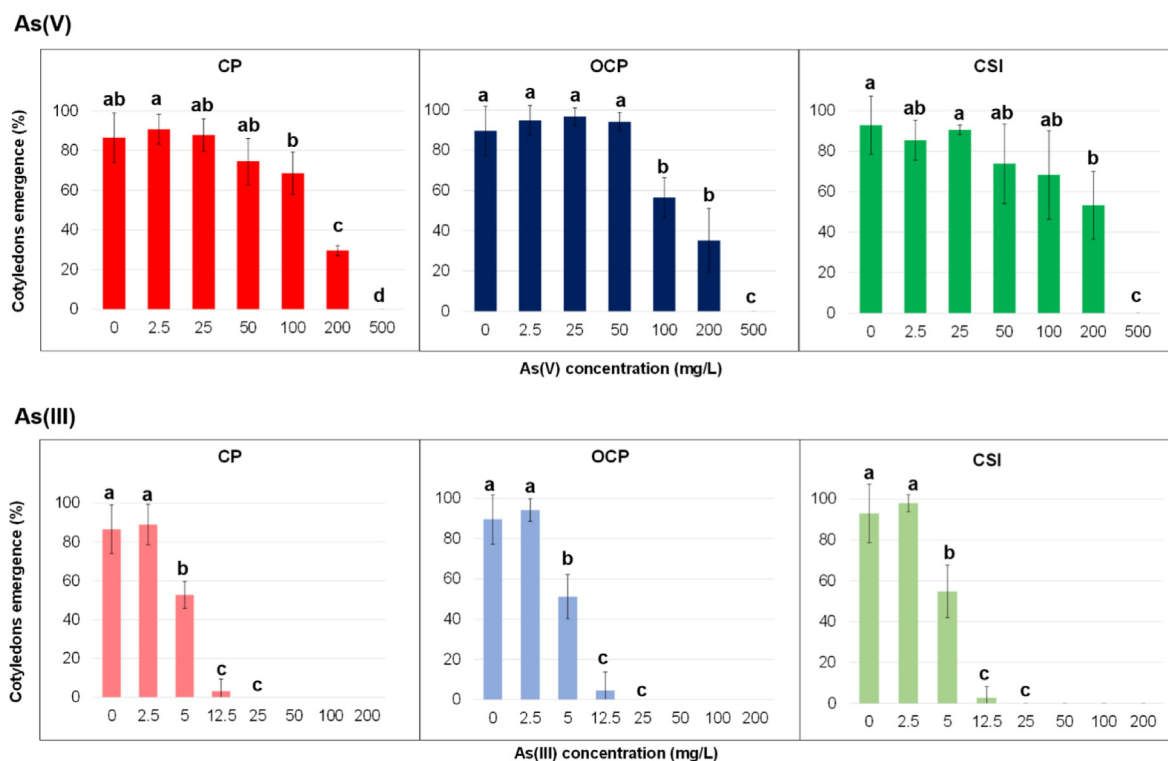 As(V)
CP
OCP
CSI
Cotyledons emergence (%)
100
80
60
40
20
0
ab
a
ab
ab
b
c
d
0 2.5 25 50 100 200 500
100
80
60
40
20
0
a
a
a
a
b
b
c
0 2.5 25 50 100 200 500
100
80
60
40
20
0
a
ab
a
ab
ab
b
c
0 2.5 25 50 100 200 500
As(V) concentration (mg/L)
As(III)
CP
OCP
CSI
Cotyledons emergence (%)
100
80
60
40
20
0
a
a
b
c
c
0 2.5 5 12.5 25 50 100 200
100
80
60
40
20
0
a
a
b
c
c
0 2.5 5 12.5 25 50 100 200
100
80
60
40
20
0
a
a
b
c
c
0 2.5 5 12.5 25 50 100 200
As(III) concentration (mg/L)